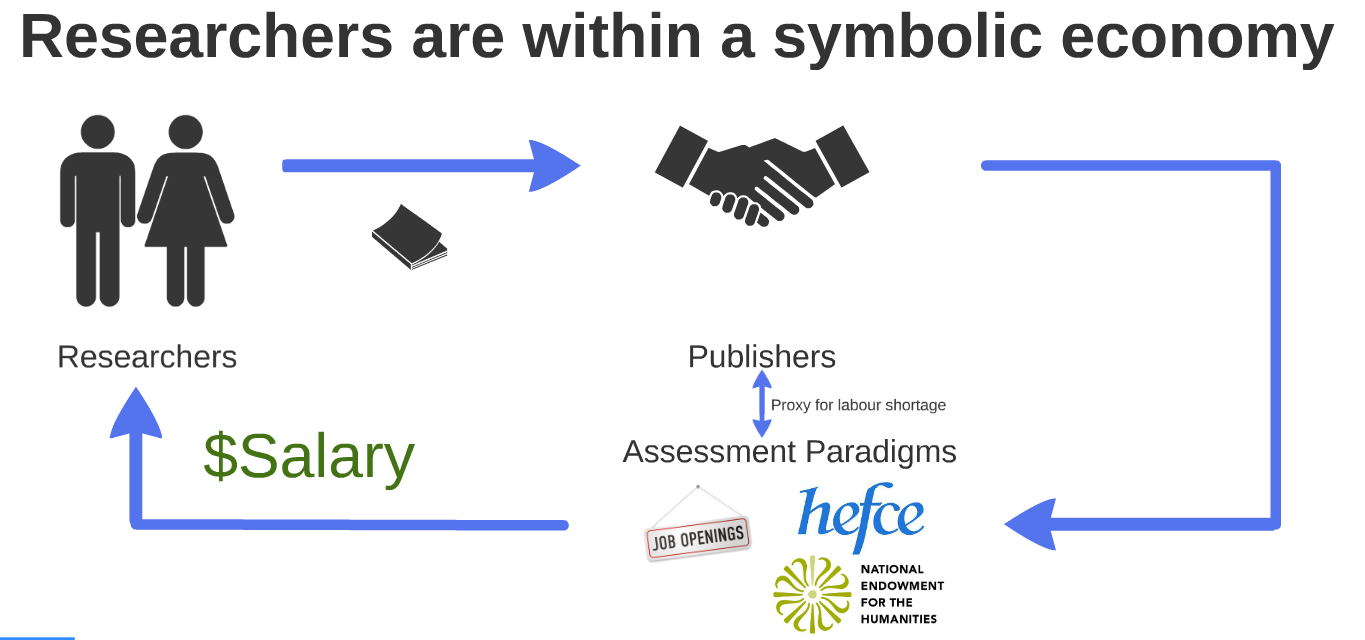 Researchers are within a symbolic economy
Researchers
Publishers
Proxy for labour shortage
$Salary
Assessment Paradigms
JOB OPENINGS
hefce
NATIONAL
ENDOWMENT
FOR THE
HUMANITIES